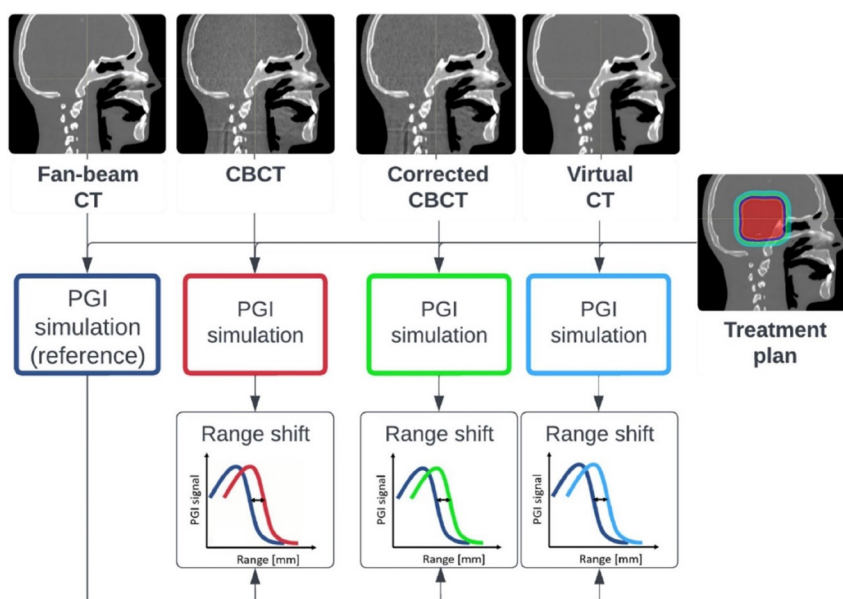 Fan-beam
CT
CBCT
Corrected
CBCT
Virtual
CT
Treatment
plan
PGI
simulation
(reference)
PGI
simulation
PGI
simulation
PGI
simulation
Range shift
PGI signal
Range [mm]
Range shift
PGI signal
Range [mm]
Range shift
PGI signal
Range [mm]